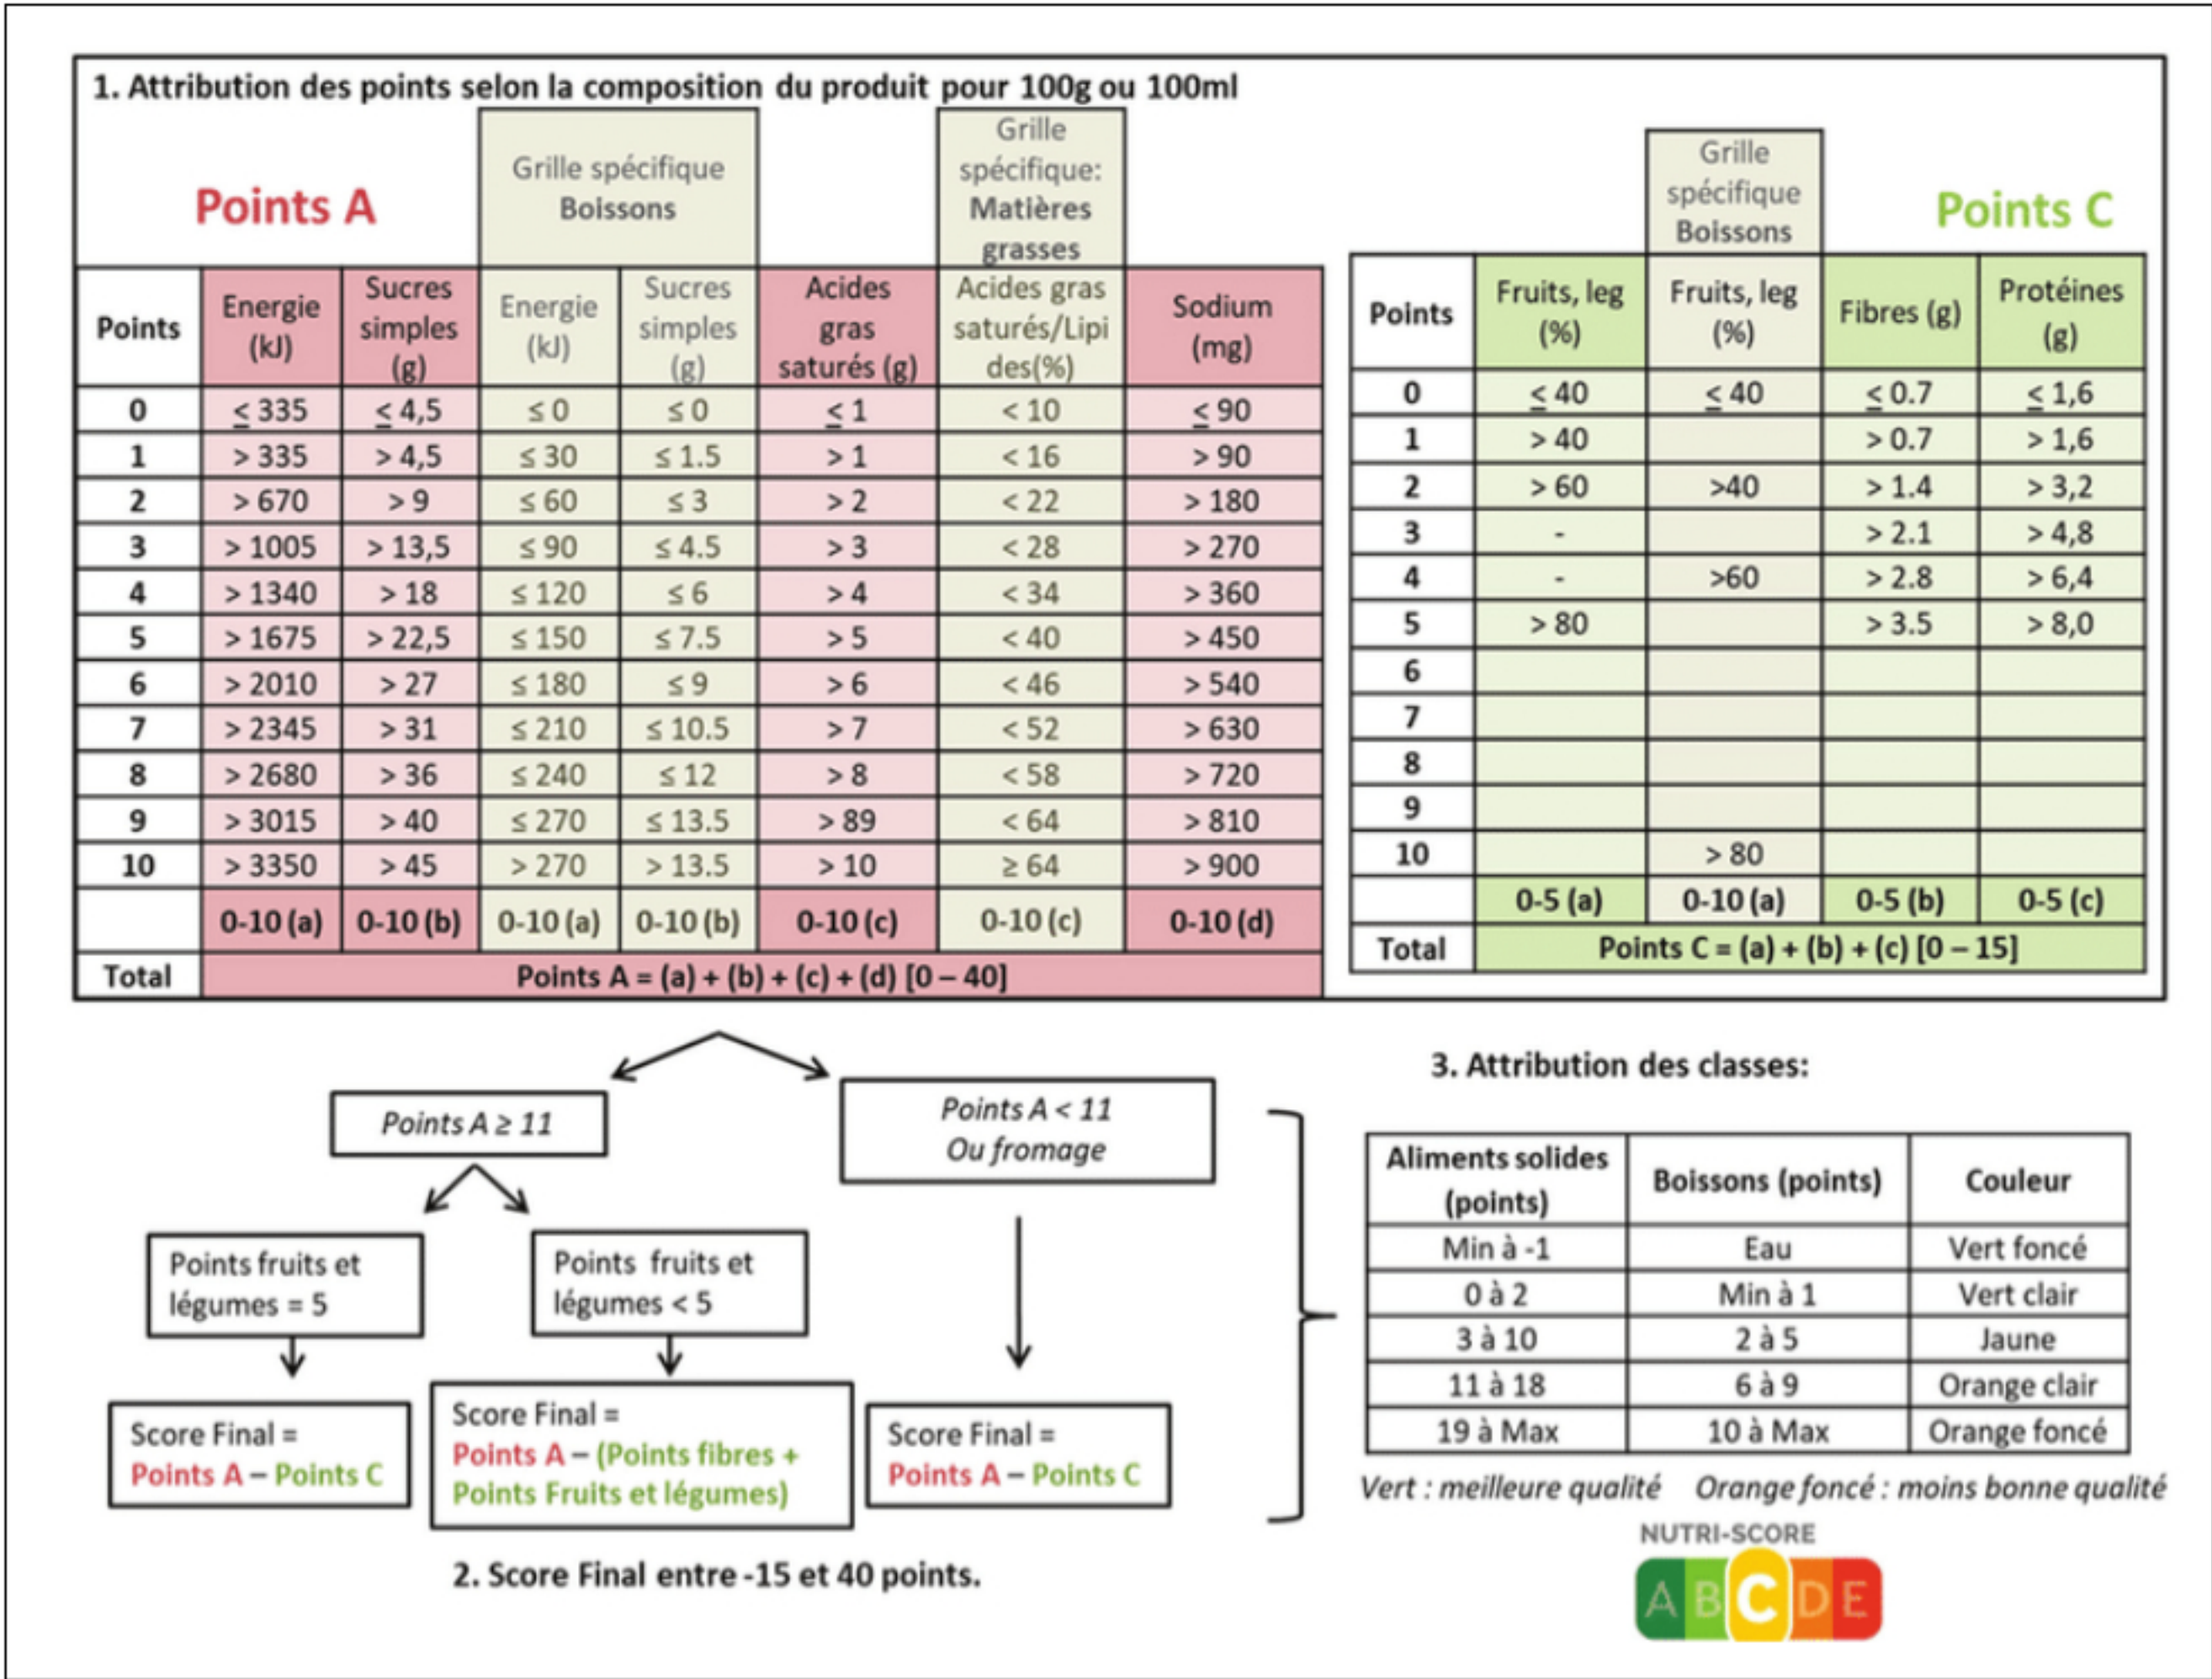 1. Attribution des points selon la composition du produit pour 100g ou 100ml
Points A
Grille spécifique
Boissons
Grille
spécifique:
Matières
grasses
Points Energie (kJ) Sucres simples (g) Energie (kJ) Sucres simples (g) Acides gras saturés (g) Acides gras saturés/Lipi des(%) Sodium (mg)
0 ≤ 335 ≤ 4,5 ≤ 0 ≤ 0 ≤ 1 < 10 ≤ 90
1 > 335 > 4,5 ≤ 30 ≤ 1.5 > 1 < 16 > 90
2 > 670 > 9 ≤ 60 ≤ 3 > 2 < 22 > 180
3 > 1005 > 13,5 ≤ 90 ≤ 4.5 > 3 < 28 > 270
4 > 1340 > 18 ≤ 120 ≤ 6 > 4 < 34 > 360
5 > 1675 > 22,5 ≤ 150 ≤ 7.5 > 5 < 40 > 450
6 > 2010 > 27 ≤ 180 ≤ 9 > 6 < 46 > 540
7 > 2345 > 31 ≤ 210 ≤ 10.5 > 7 < 52 > 630
8 > 2680 > 36 ≤ 240 ≤ 12 > 8 < 58 > 720
9 > 3015 > 40 ≤ 270 ≤ 13.5 > 89 < 64 > 810
10 > 3350 > 45 > 270 > 13.5 > 10 ≥ 64 > 900
0-10 (a) 0-10 (b) 0-10 (a) 0-10 (b) 0-10 (c) 0-10 (c) 0-10 (d)
Total Points A = (a) + (b) + (c) + (d) [0 – 40]
Grille
spécifique
Boissons
Points C
Points Fruits, leg (%) Fruits, leg (%) Fibres (g) Protéines (g)
0 ≤ 40 ≤ 40 ≤ 0.7 ≤ 1,6
1 > 40 > 0.7 > 1,6
2 > 60 >40 > 1.4 > 3,2
3 - > 2.1 > 4,8
4 - >60 > 2.8 > 6,4
5 > 80 > 3.5 > 8,0
6
7
8
9
10 > 80
0-5 (a) 0-10 (a) 0-5 (b) 0-5 (c)
Total Points C = (a) + (b) + (c) [0 – 15]
Points A ≥ 11
Points A < 11
Ou fromage
Points fruits et
légumes = 5
Points fruits et
légumes < 5
Score Final =
Points A – Points C
Score Final =
Points A – (Points fibres +
Points Fruits et légumes)
Score Final =
Points A – Points C
2. Score Final entre -15 et 40 points.
3. Attribution des classes:
Aliments solides (points) Boissons (points) Couleur
Min à -1 Eau Vert foncé
0 à 2 Min à 1 Vert clair
3 à 10 2 à 5 Jaune
11 à 18 6 à 9 Orange clair
19 à Max 10 à Max Orange foncé
Vert : meilleure qualité Orange foncé : moins bonne qualité
NUTRI-SCORE
A B C D E